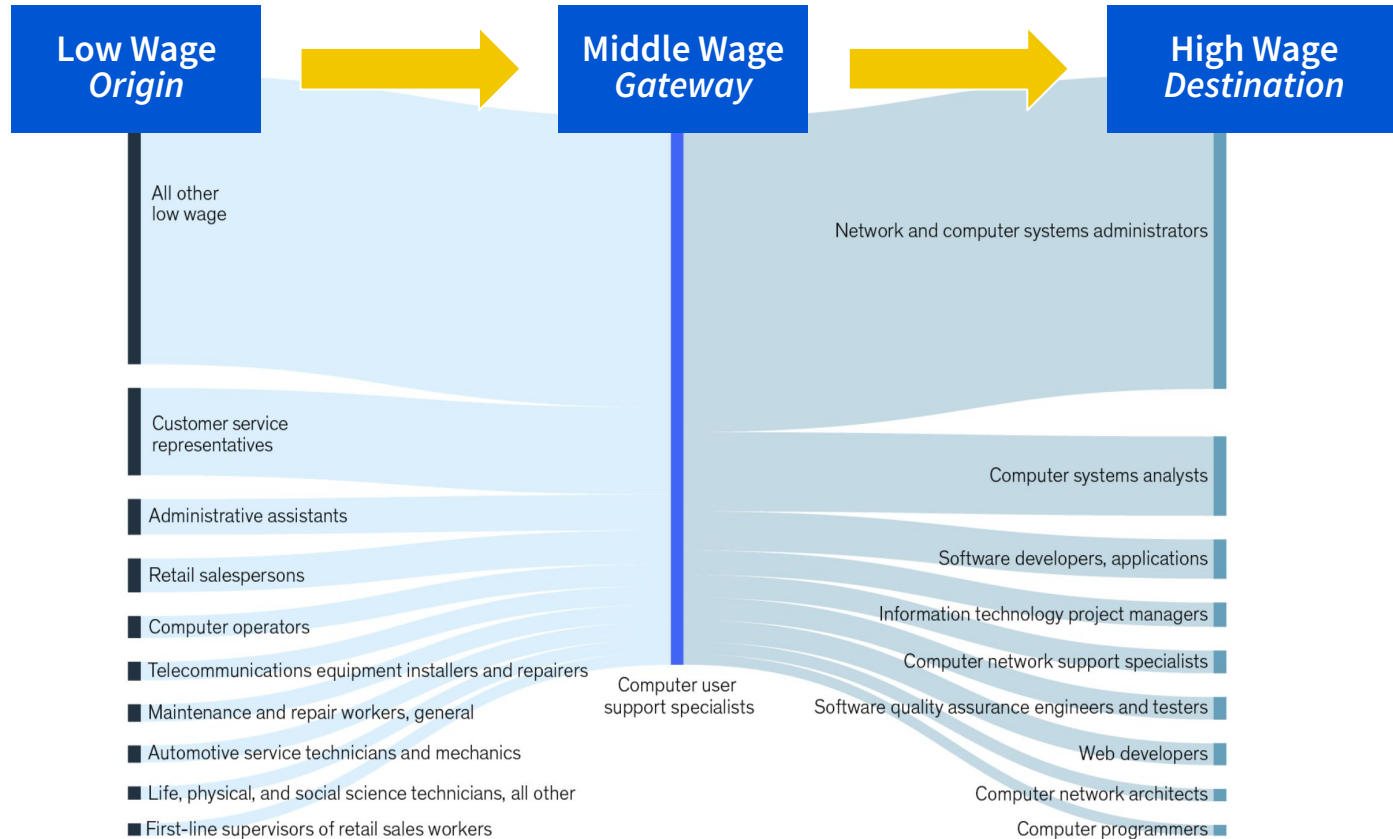 Low Wage
Origin
Middle Wage
Gateway
High Wage
Destination
All other
low wage
Customer service
representatives
Administrative assistants
Retail salespersons
Computer operators
Telecommunications equipment installers and repairers
Maintenance and repair workers, general
Automotive service technicians and mechanics
Life, physical, and social science technicians, all other
First-line supervisors of retail sales workers
Computer user
support specialists
Network and computer systems administrators
Computer systems analysts
Software developers, applications
Information technology project managers
Computer network support specialists
Software quality assurance engineers and testers
Web developers
Computer network architects
Computer programmers